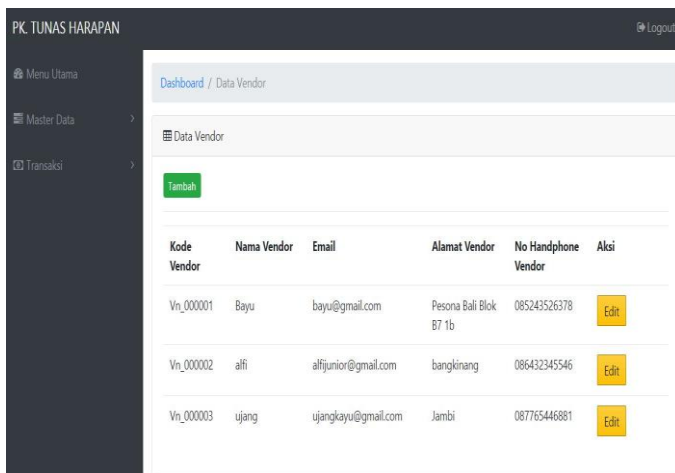 PK. TUNAS HARAPAN
Logout
Menu Utama
Master Data
Transaksi
Dashboard / Data Vendor
Data Vendor
Tambah
Kode Vendor Nama Vendor Email Alamat Vendor No Handphone Vendor Aksi
Vn_000001 Bayu bayu@gmail.com Pesona Bali Blok B7 1b 085243526378 Edit
Vn_000002 alfi alfijunior@gmail.com bangkinang 086432345546 Edit
Vn_000003 ujang ujangkayu@gmail.com Jambi 087765446881 Edit